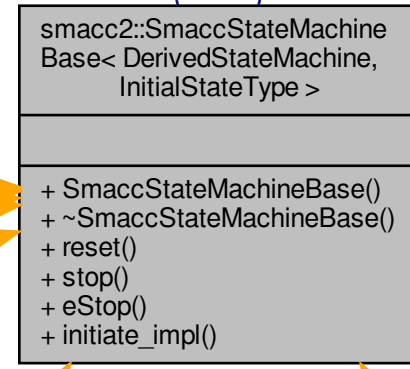 smacc2::SmaccStateMachine
Base< DerivedStateMachine,
InitialStateType >
+ SmaccStateMachineBase()
+ ~SmaccStateMachineBase()
+ reset()
+ stop()
+ eStop()
+ initiate_impl()